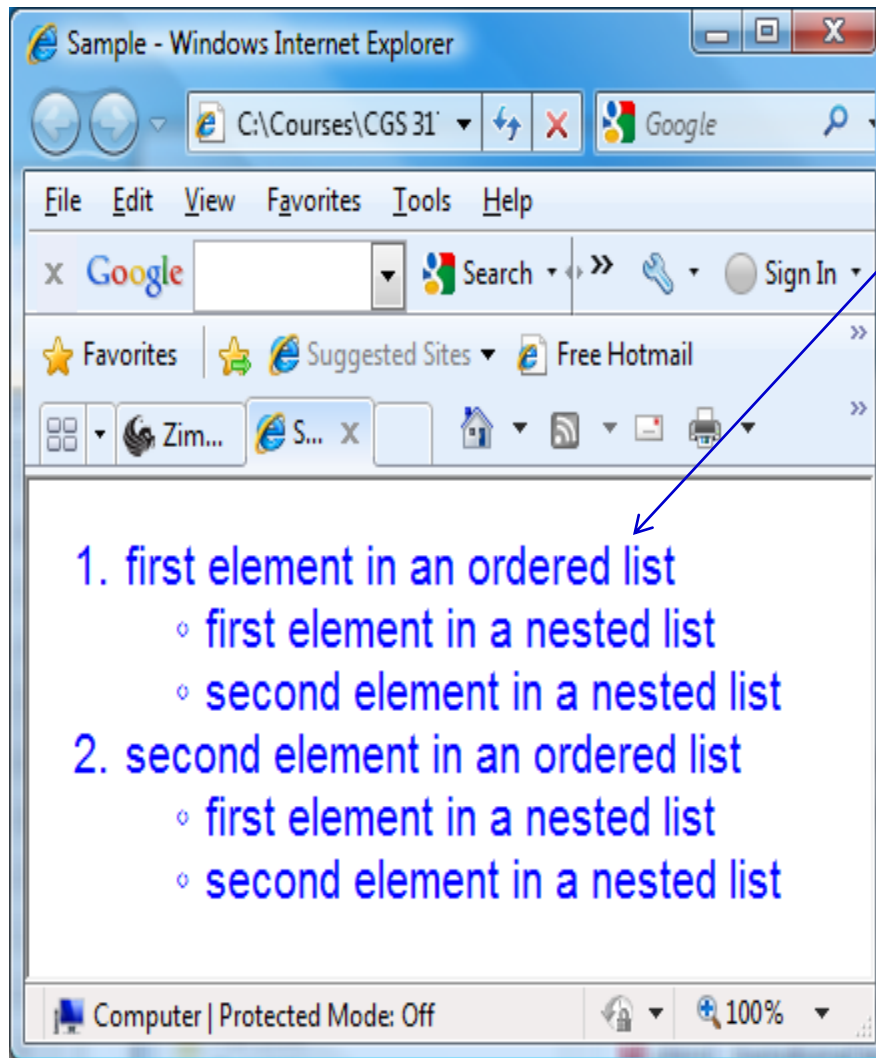 Sample - Windows Internet Explorer
C:\Courses\CGS 31 Google
File Edit View Favorites Tools Help
x Google Search » Sign In
Favorites Suggested Sites Free Hotmail »
Zim... S... X »
1. first element in an ordered list
◦ first element in a nested list
◦ second element in a nested list
2. second element in an ordered list
◦ first element in a nested list
◦ second element in a nested list
Computer | Protected Mode: Off 100%